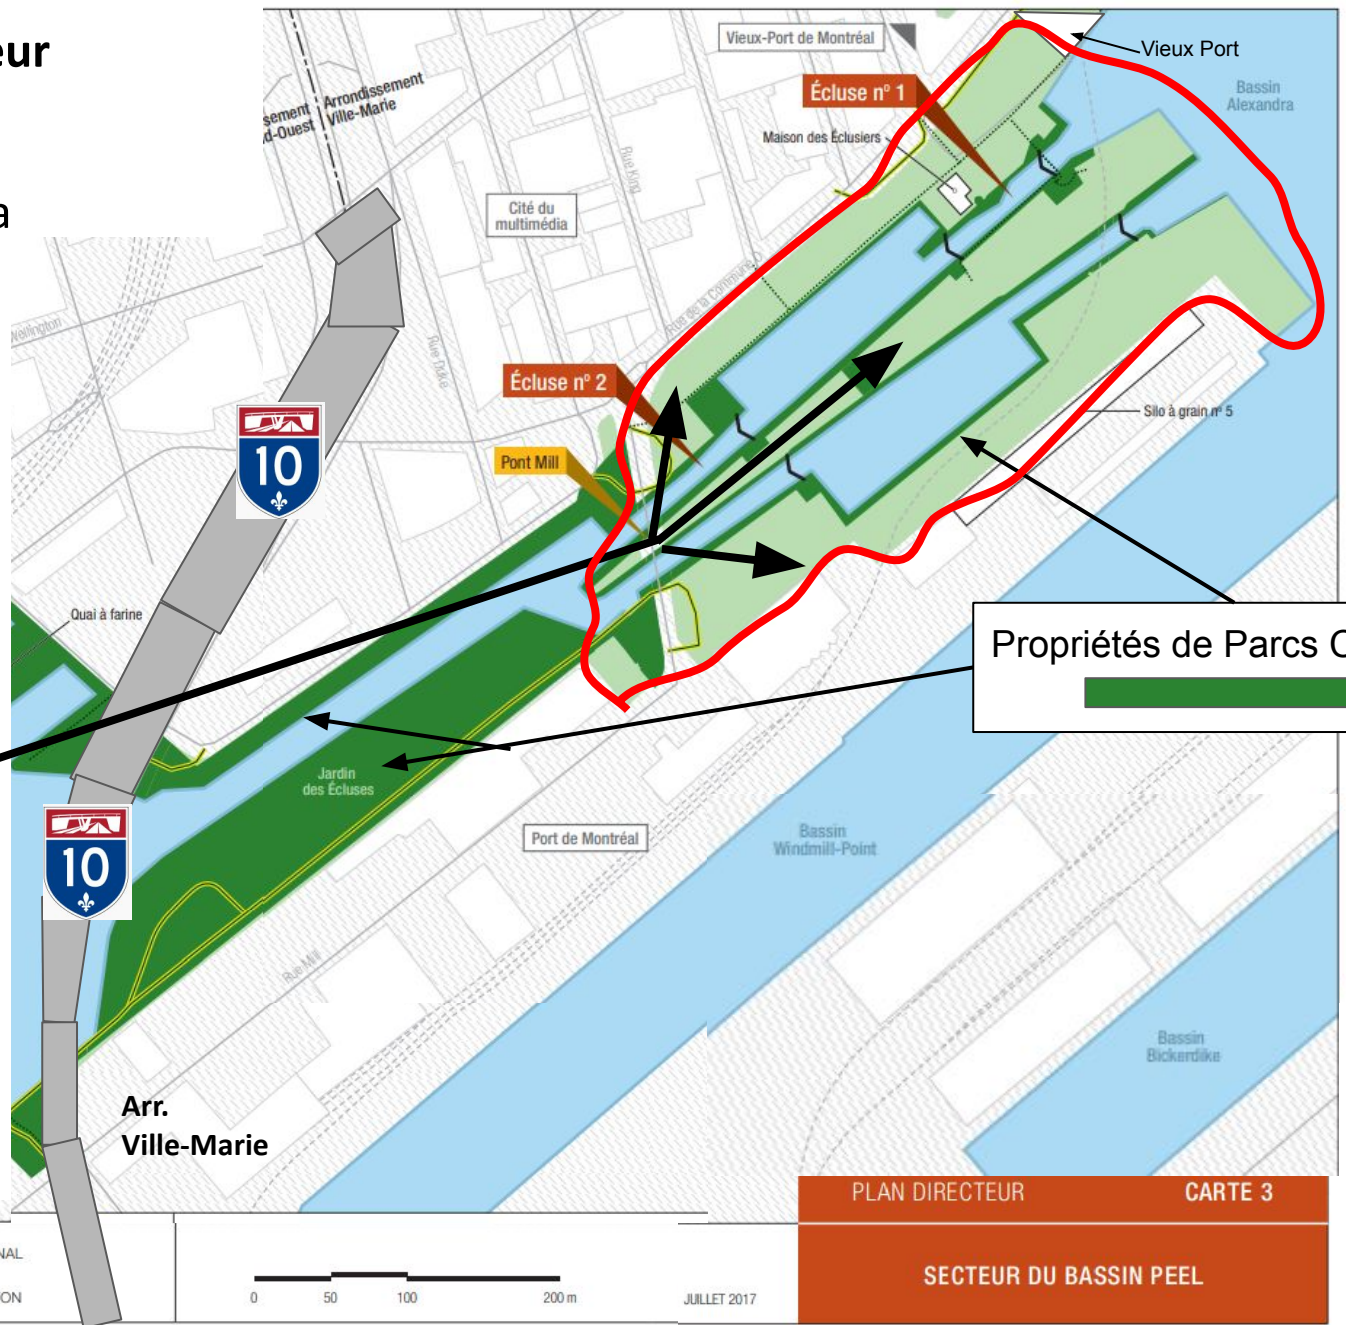 eur
a
Vieux-Port de Montréal
Vieux Port
Écluse nº 1
Bassin
Alexandra
sement
d-Ouest
Arrondissement
Ville-Marie
Maison des Éclusiers
Rue King
Cité du
multimédia
Rue de la Commune O
Wellington
Rue Duke
Écluse nº 2
Silo à grain nº 5
10
Pont Mill
Quai à farine
Propriétés de Parcs C
Jardin
des Écluses
10
Port de Montréal
Bassin
Windmill-Point
Rue Mill
Bassin
Bickerdike
Arr.
Ville-Marie
PLAN DIRECTEUR
CARTE 3
NAL
SECTEUR DU BASSIN PEEL
ON
0 50 100 200 m
JUILLET 2017